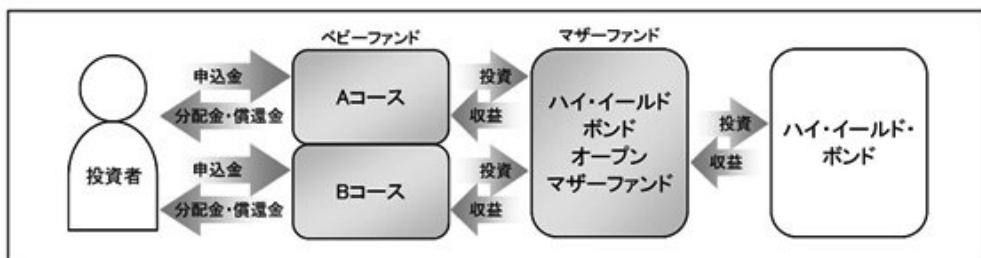 ベビーファンド
マザーファンド
投資者
申込金
分配金・償還金
申込金
分配金・償還金
Aコース
Bコース
投資
収益
投資
収益
ハイ・イールド
ボンド
オープン
マザーファンド
投資
収益
ハイ・イールド・
ボンド